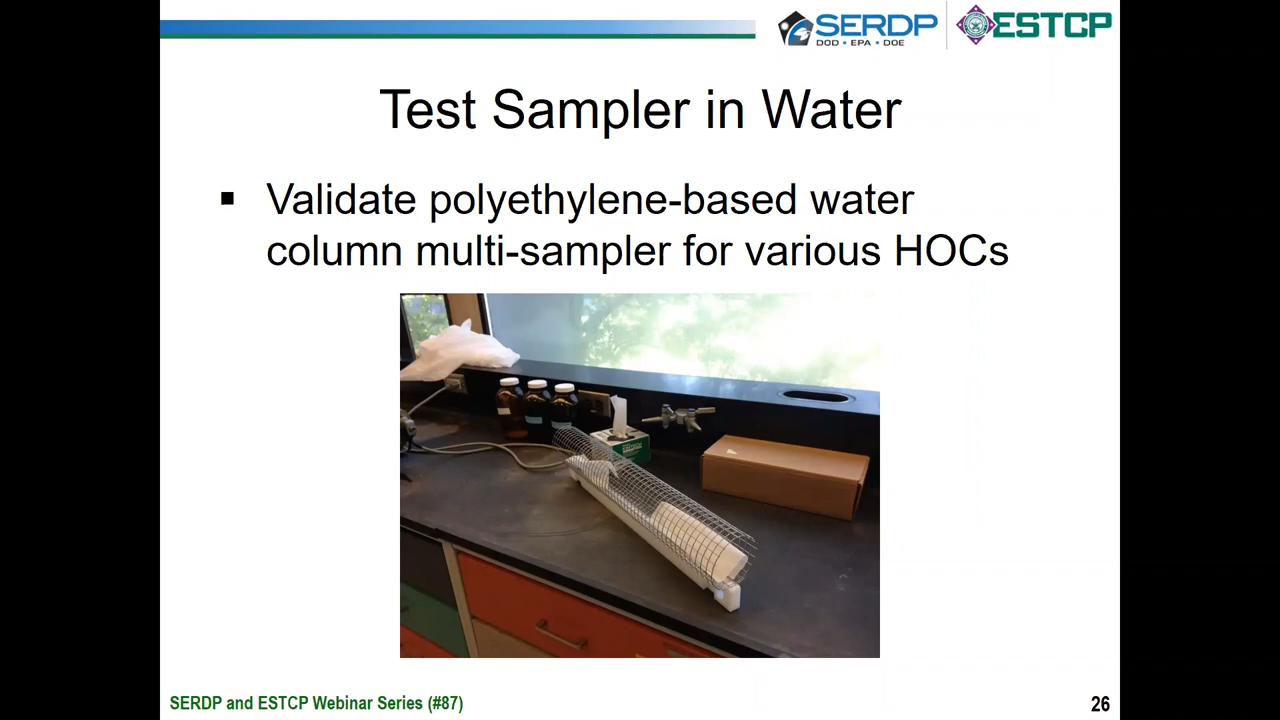 SERDP
DOD • EPA • DOE
ESTCP
Test Sampler in Water
▪ Validate polyethylene-based water
column multi-sampler for various HOCs
SERDP and ESTCP Webinar Series (#87)
26